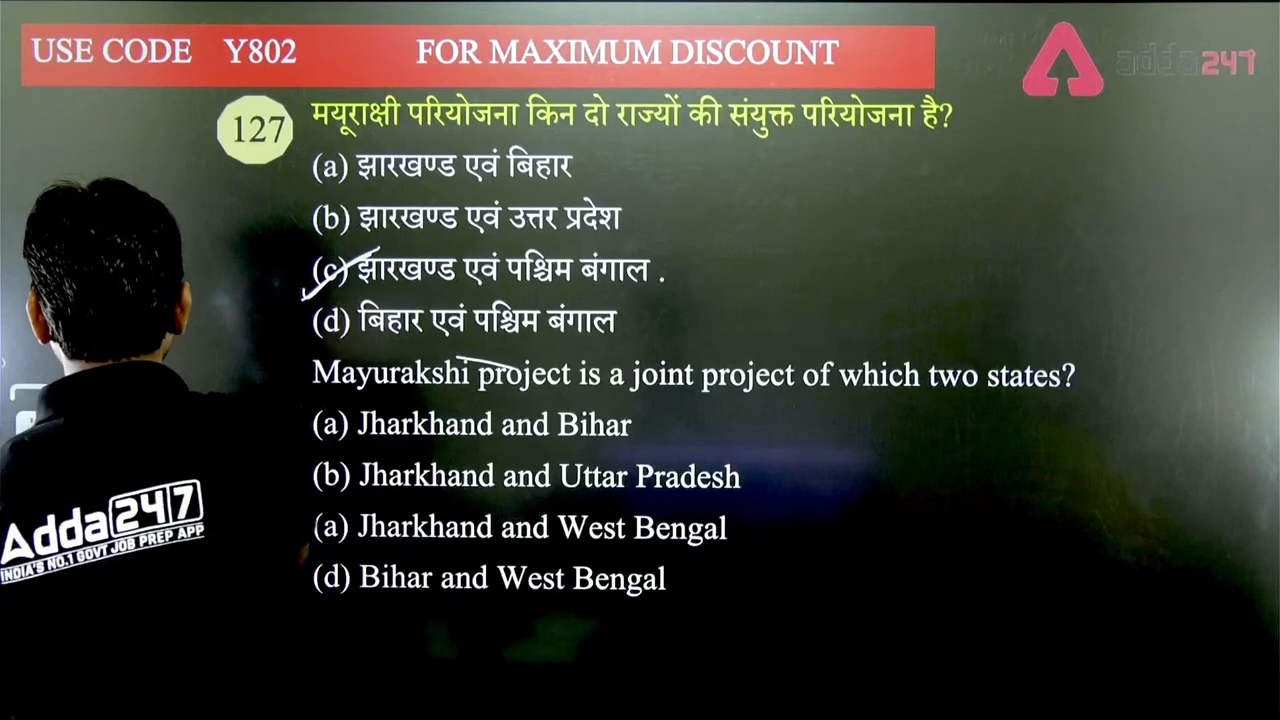 USE CODE Y802 FOR MAXIMUM DISCOUNT
adda247
127
मयूराक्षी परियोजना किन दो राज्यों की संयुक्त परियोजना है?
(a) झारखण्ड एवं बिहार
(b) झारखण्ड एवं उत्तर प्रदेश
(c) झारखण्ड एवं पश्चिम बंगाल .
(d) बिहार एवं पश्चिम बंगाल
Mayurakshi project is a joint project of which two states?
(a) Jharkhand and Bihar
(b) Jharkhand and Uttar Pradesh
(a) Jharkhand and West Bengal
(d) Bihar and West Bengal
Adda247
INDIA'S NO.1 GOVT JOB PREP APP